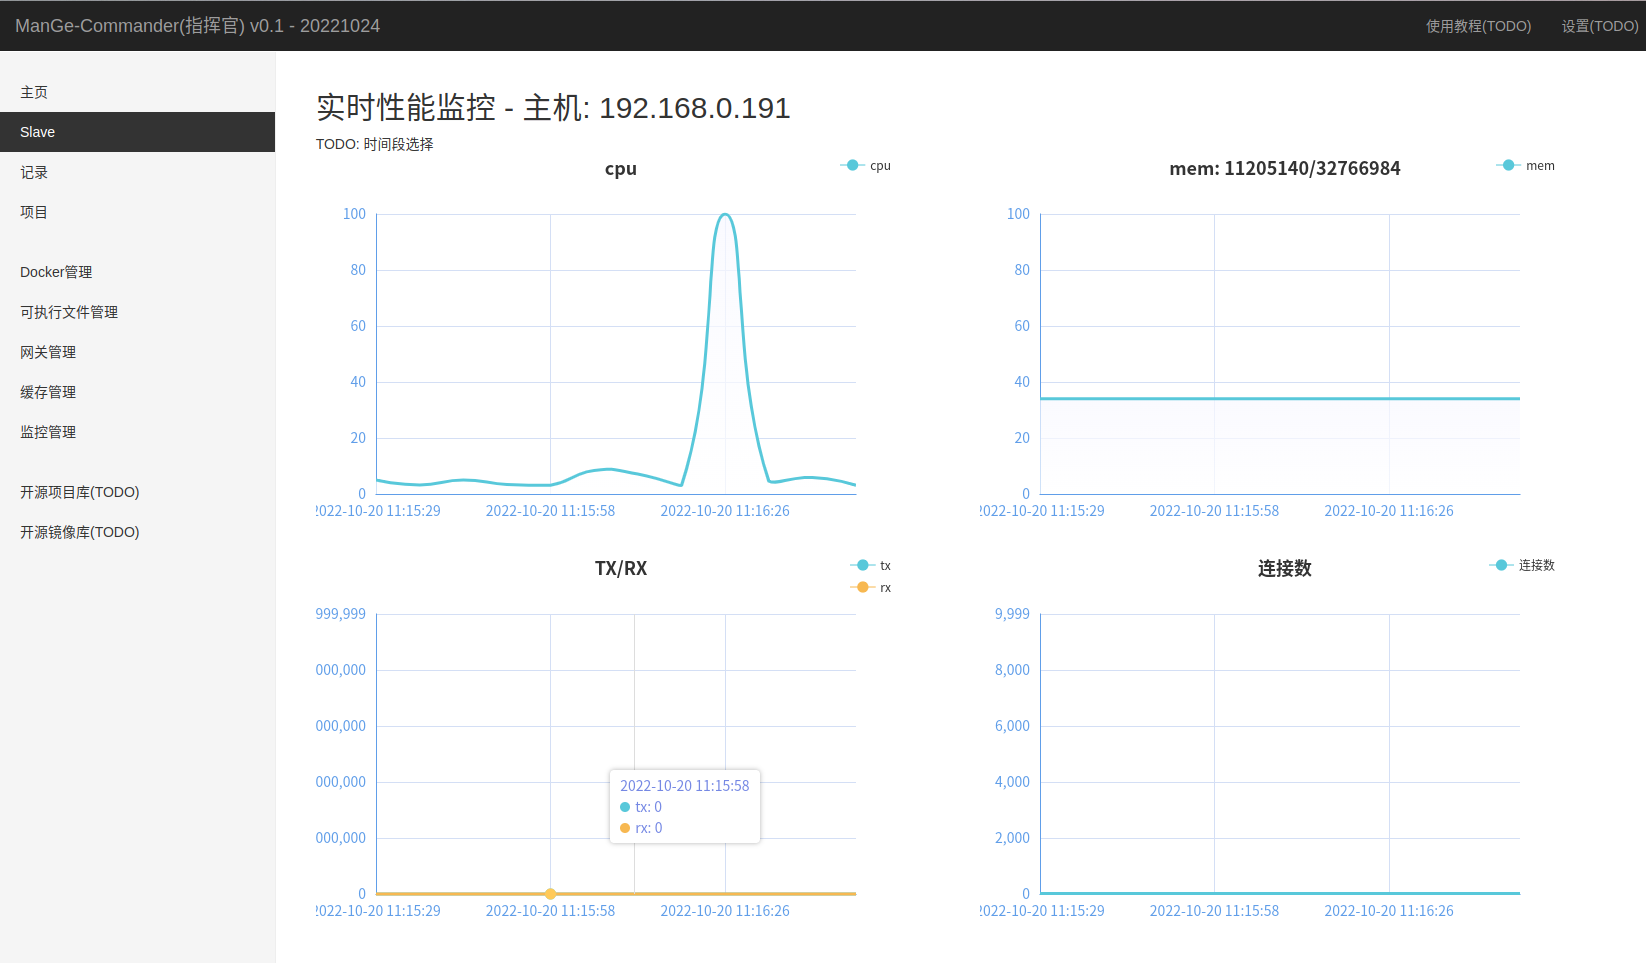 ManGe-Commander(指挥官) v0.1 - 20221024
使用教程(TODO) 设置(TODO)
主页
Slave
记录
项目
Docker管理
可执行文件管理
网关管理
缓存管理
监控管理
开源项目库(TODO)
开源镜像库(TODO)
实时性能监控 - 主机: 192.168.0.191
TODO: 时间段选择
cpu
cpu
100
80
60
40
20
0
2022-10-20 11:15:29 2022-10-20 11:15:58 2022-10-20 11:16:26
mem: 11205140/32766984
mem
100
80
60
40
20
0
2022-10-20 11:15:29 2022-10-20 11:15:58 2022-10-20 11:16:26
TX/RX
tx
rx
999,999
000,000
000,000
000,000
000,000
0
2022-10-20 11:15:58
tx: 0
rx: 0
2022-10-20 11:15:29 2022-10-20 11:15:58 2022-10-20 11:16:26
连接数
连接数
9,999
8,000
6,000
4,000
2,000
0
2022-10-20 11:15:29 2022-10-20 11:15:58 2022-10-20 11:16:26